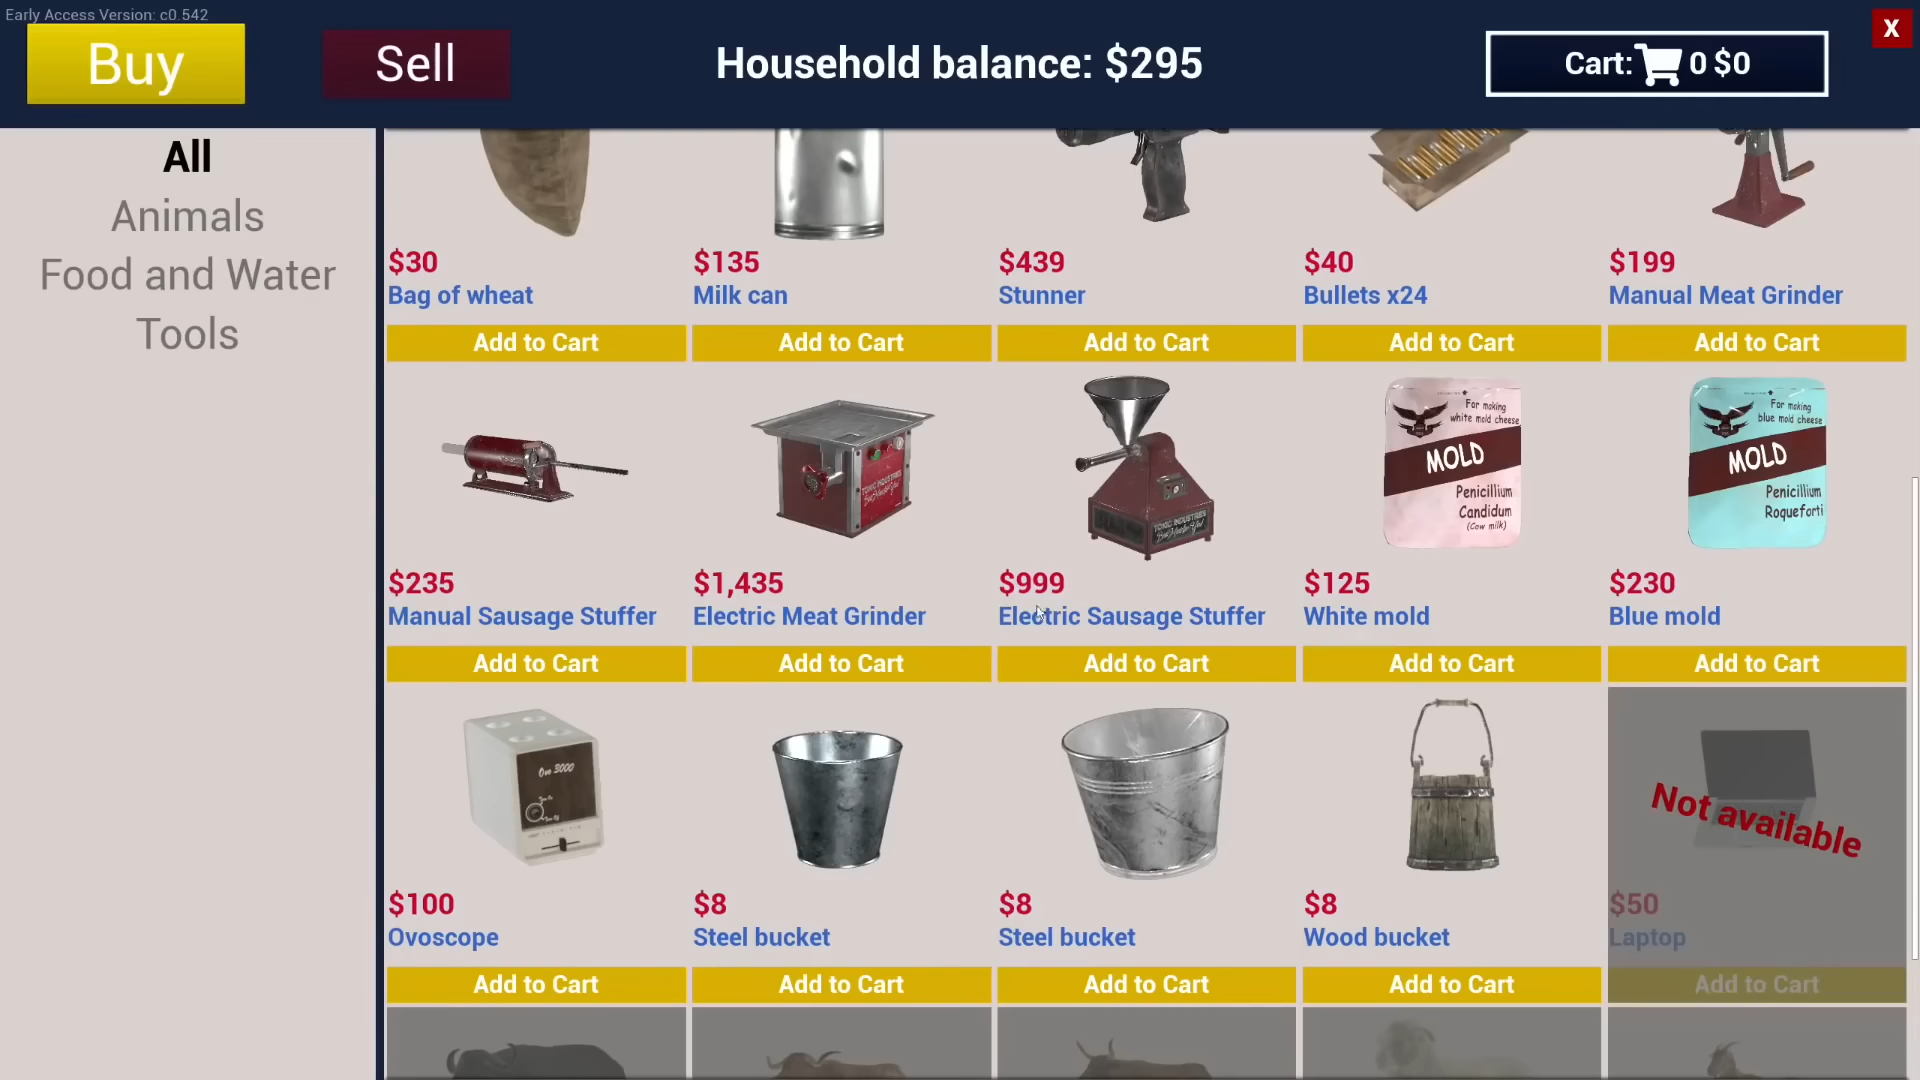 Early Access Version: c0.542
Buy
Sell
Household balance: $295
Cart: 0 $0
X
All
Animals
Food and Water
Tools
$30
Bag of wheat
Add to Cart
$135
Milk can
Add to Cart
$439
Stunner
Add to Cart
$40
Bullets x24
Add to Cart
$199
Manual Meat Grinder
Add to Cart
$235
Manual Sausage Stuffer
Add to Cart
TOXIC INDUSTRIES
$1,435
Electric Meat Grinder
Add to Cart
TOXIC INDUSTRIES
$999
Electric Sausage Stuffer
Add to Cart
For making
white mold cheese
MOLD
Penicillium
Candidum
(Cow milk)
$125
White mold
Add to Cart
For making
blue mold cheese
MOLD
Penicillium
Roqueforti
$230
Blue mold
Add to Cart
Ovo 3000
$100
Ovoscope
Add to Cart
$8
Steel bucket
Add to Cart
$8
Steel bucket
Add to Cart
$8
Wood bucket
Add to Cart
Not available
$50
Laptop
Add to Cart